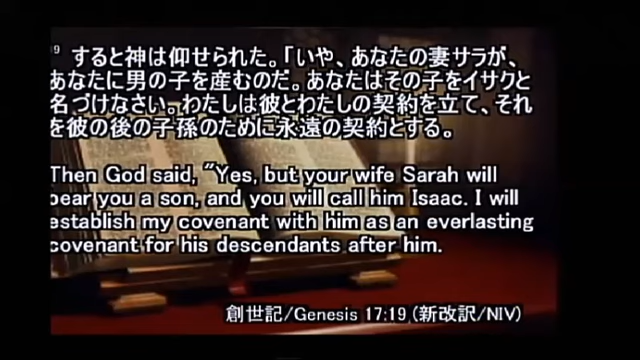 19 すると神は仰せられた。「いや、あなたの妻サラが、
あなたに男の子を産むのだ。あなたはその子をイサクと
名づけなさい。わたしは彼とわたしの契約を立て、それ
を彼の後の子孫のために永遠の契約とする。
Then God said, "Yes, but your wife Sarah will
bear you a son, and you will call him Isaac. I will
establish my covenant with him as an everlasting
covenant for his descendants after him.
創世記/Genesis 17:19 (新改訳/NIV)